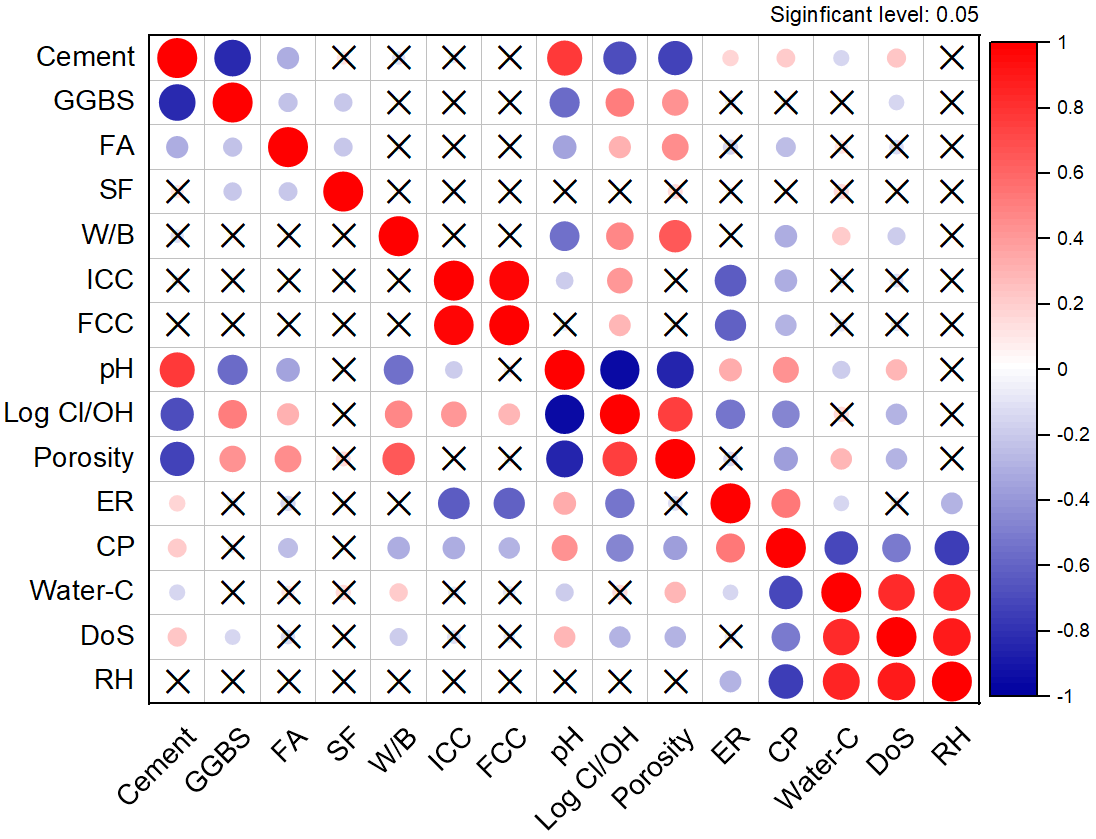 Siginficant level: 0.05
Cement
GGBS
FA
SF
W/B
ICC
FCC
pH
Log Cl/OH
Porosity
ER
CP
Water-C
DoS
RH
1
0.8
0.6
0.4
0.2
0
-0.2
-0.4
-0.6
-0.8
-1
Cement
GGBS
FA
SF
W/B
ICC
FCC
pH
Log Cl/OH
Porosity
ER
CP
Water-C
DoS
RH